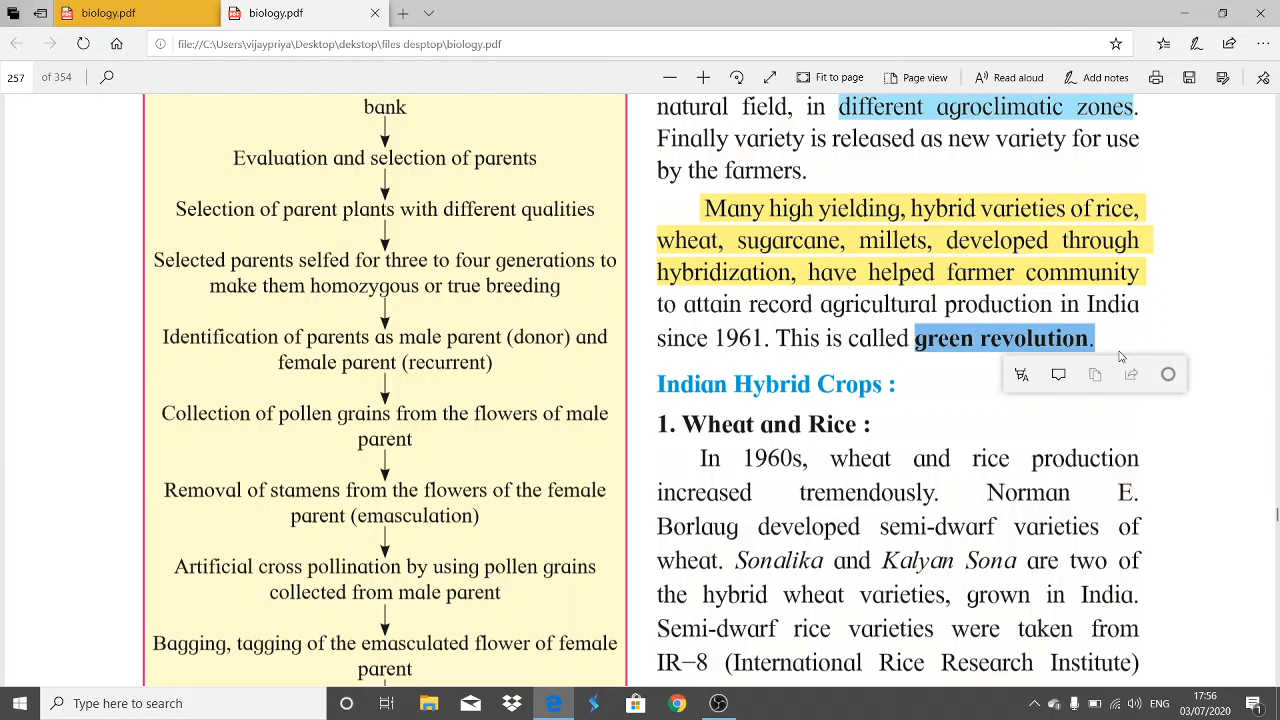 biology.pdf
biology.pdf
file://C:\Users\vijaypriya\Desktop\dekstop\files desptop\biology.pdf
257 of 354
Fit to page
Page view
Read aloud
Add notes
bank
Evaluation and selection of parents
Selection of parent plants with different qualities
Selected parents selfed for three to four generations to
make them homozygous or true breeding
Identification of parents as male parent (donor) and
female parent (recurrent)
Collection of pollen grains from the flowers of male
parent
Removal of stamens from the flowers of the female
parent (emasculation)
Artificial cross pollination by using pollen grains
collected from male parent
Bagging, tagging of the emasculated flower of female
parent
natural field, in different agroclimatic zones.
Finally variety is released as new variety for use
by the farmers.
Many high yielding, hybrid varieties of rice,
wheat, sugarcane, millets, developed through
hybridization, have helped farmer community
to attain record agricultural production in India
since 1961. This is called green revolution.
Indian Hybrid Crops :
1. Wheat and Rice :
In 1960s, wheat and rice production
increased tremendously. Norman E.
Borlaug developed semi-dwarf varieties of
wheat. Sonalika and Kalyan Sona are two of
the hybrid wheat varieties, grown in India.
Semi-dwarf rice varieties were taken from
IR−8 (International Rice Research Institute)
Type here to search
ENG
17:56
03/07/2020